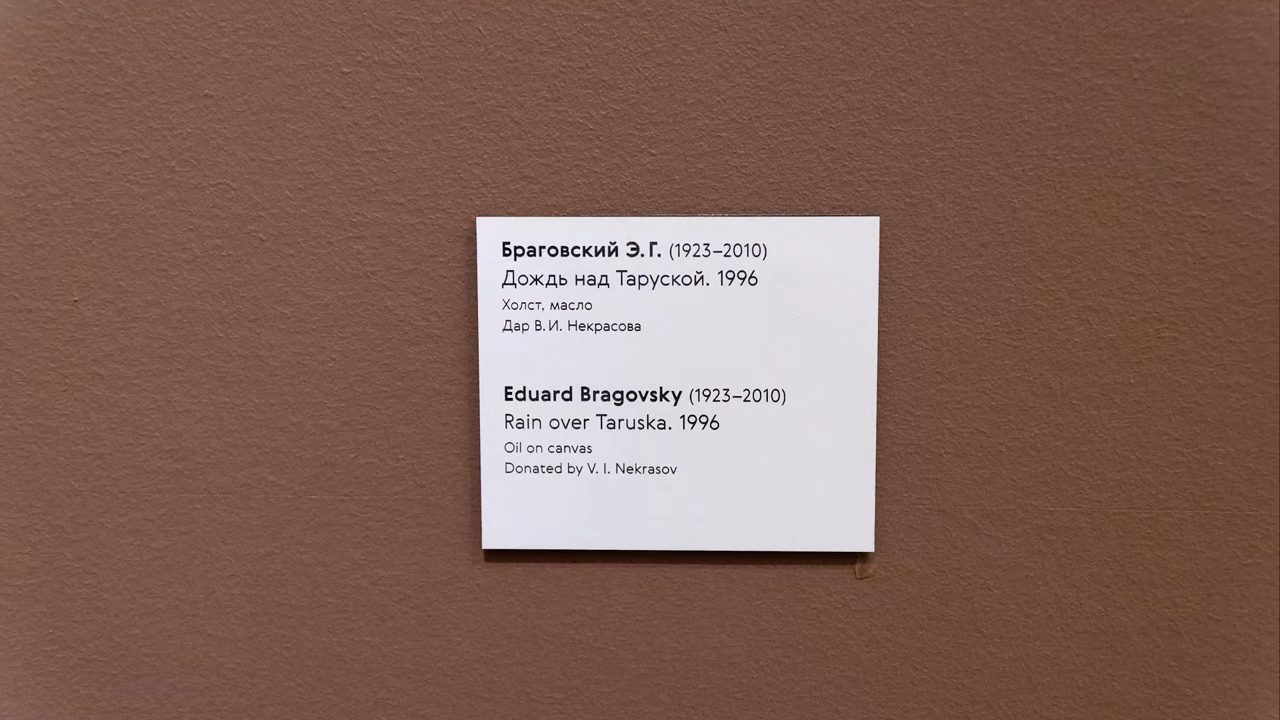 Браговский Э. Г. (1923–2010)
Дождь над Таруской. 1996
Холст, масло
Дар В. И. Некрасова
Eduard Bragovsky (1923–2010)
Rain over Taruska. 1996
Oil on canvas
Donated by V. I. Nekrasov